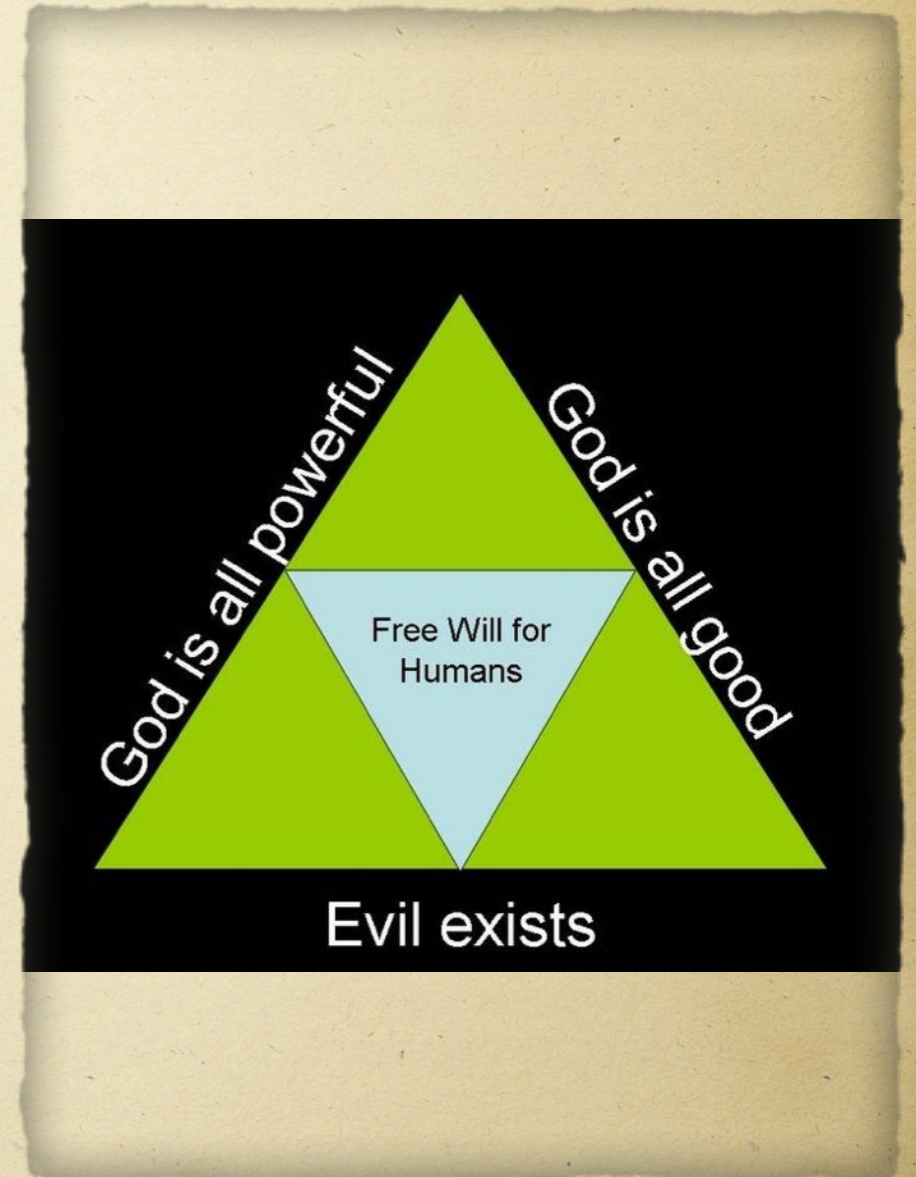 God is all powerful
God is all good
Free Will for
Humans
Evil exists